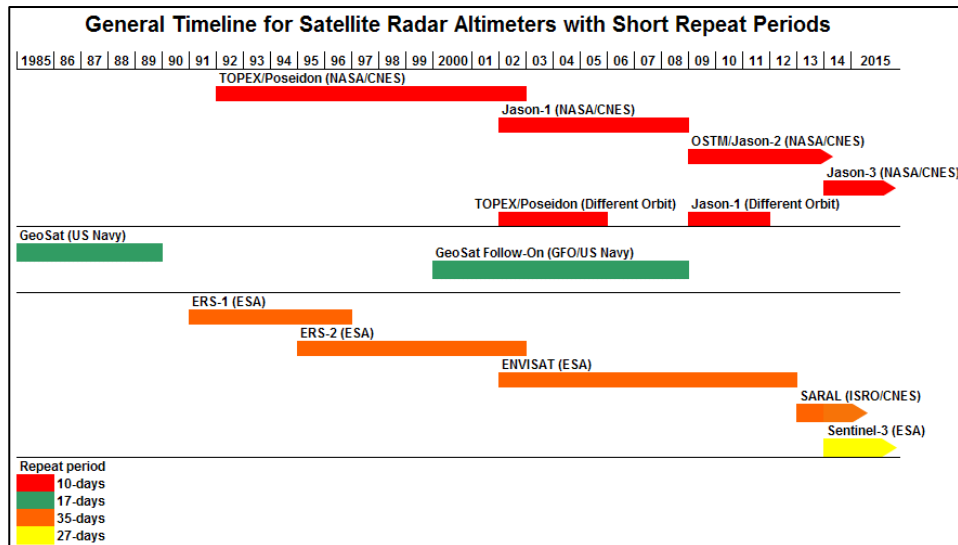 General Timeline for Satellite Radar Altimeters with Short Repeat Periods
1985 86 87 88 89 90 91 92 93 94 95 96 97 98 99 2000 01 02 03 04 05 06 07 08 09 10 11 12 13 14 2015
TOPEX/Poseidon (NASA/CNES)
Jason-1 (NASA/CNES)
OSTM/Jason-2 (NASA/CNES)
Jason-3 (NASA/CNES)
TOPEX/Poseidon (Different Orbit) Jason-1 (Different Orbit)
GeoSat (US Navy)
GeoSat Follow-On (GFO/US Navy)
ERS-1 (ESA)
ERS-2 (ESA)
ENVISAT (ESA)
SARAL (ISRO/CNES)
Sentinel-3 (ESA)
Repeat period
10-days
17-days
35-days
27-days